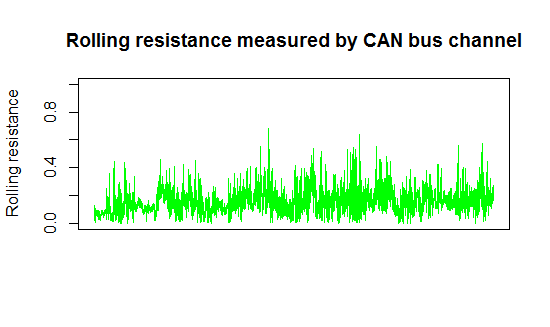 Rolling resistance measured by CAN bus channel
Rolling resistance
0.8
0.4
0.0